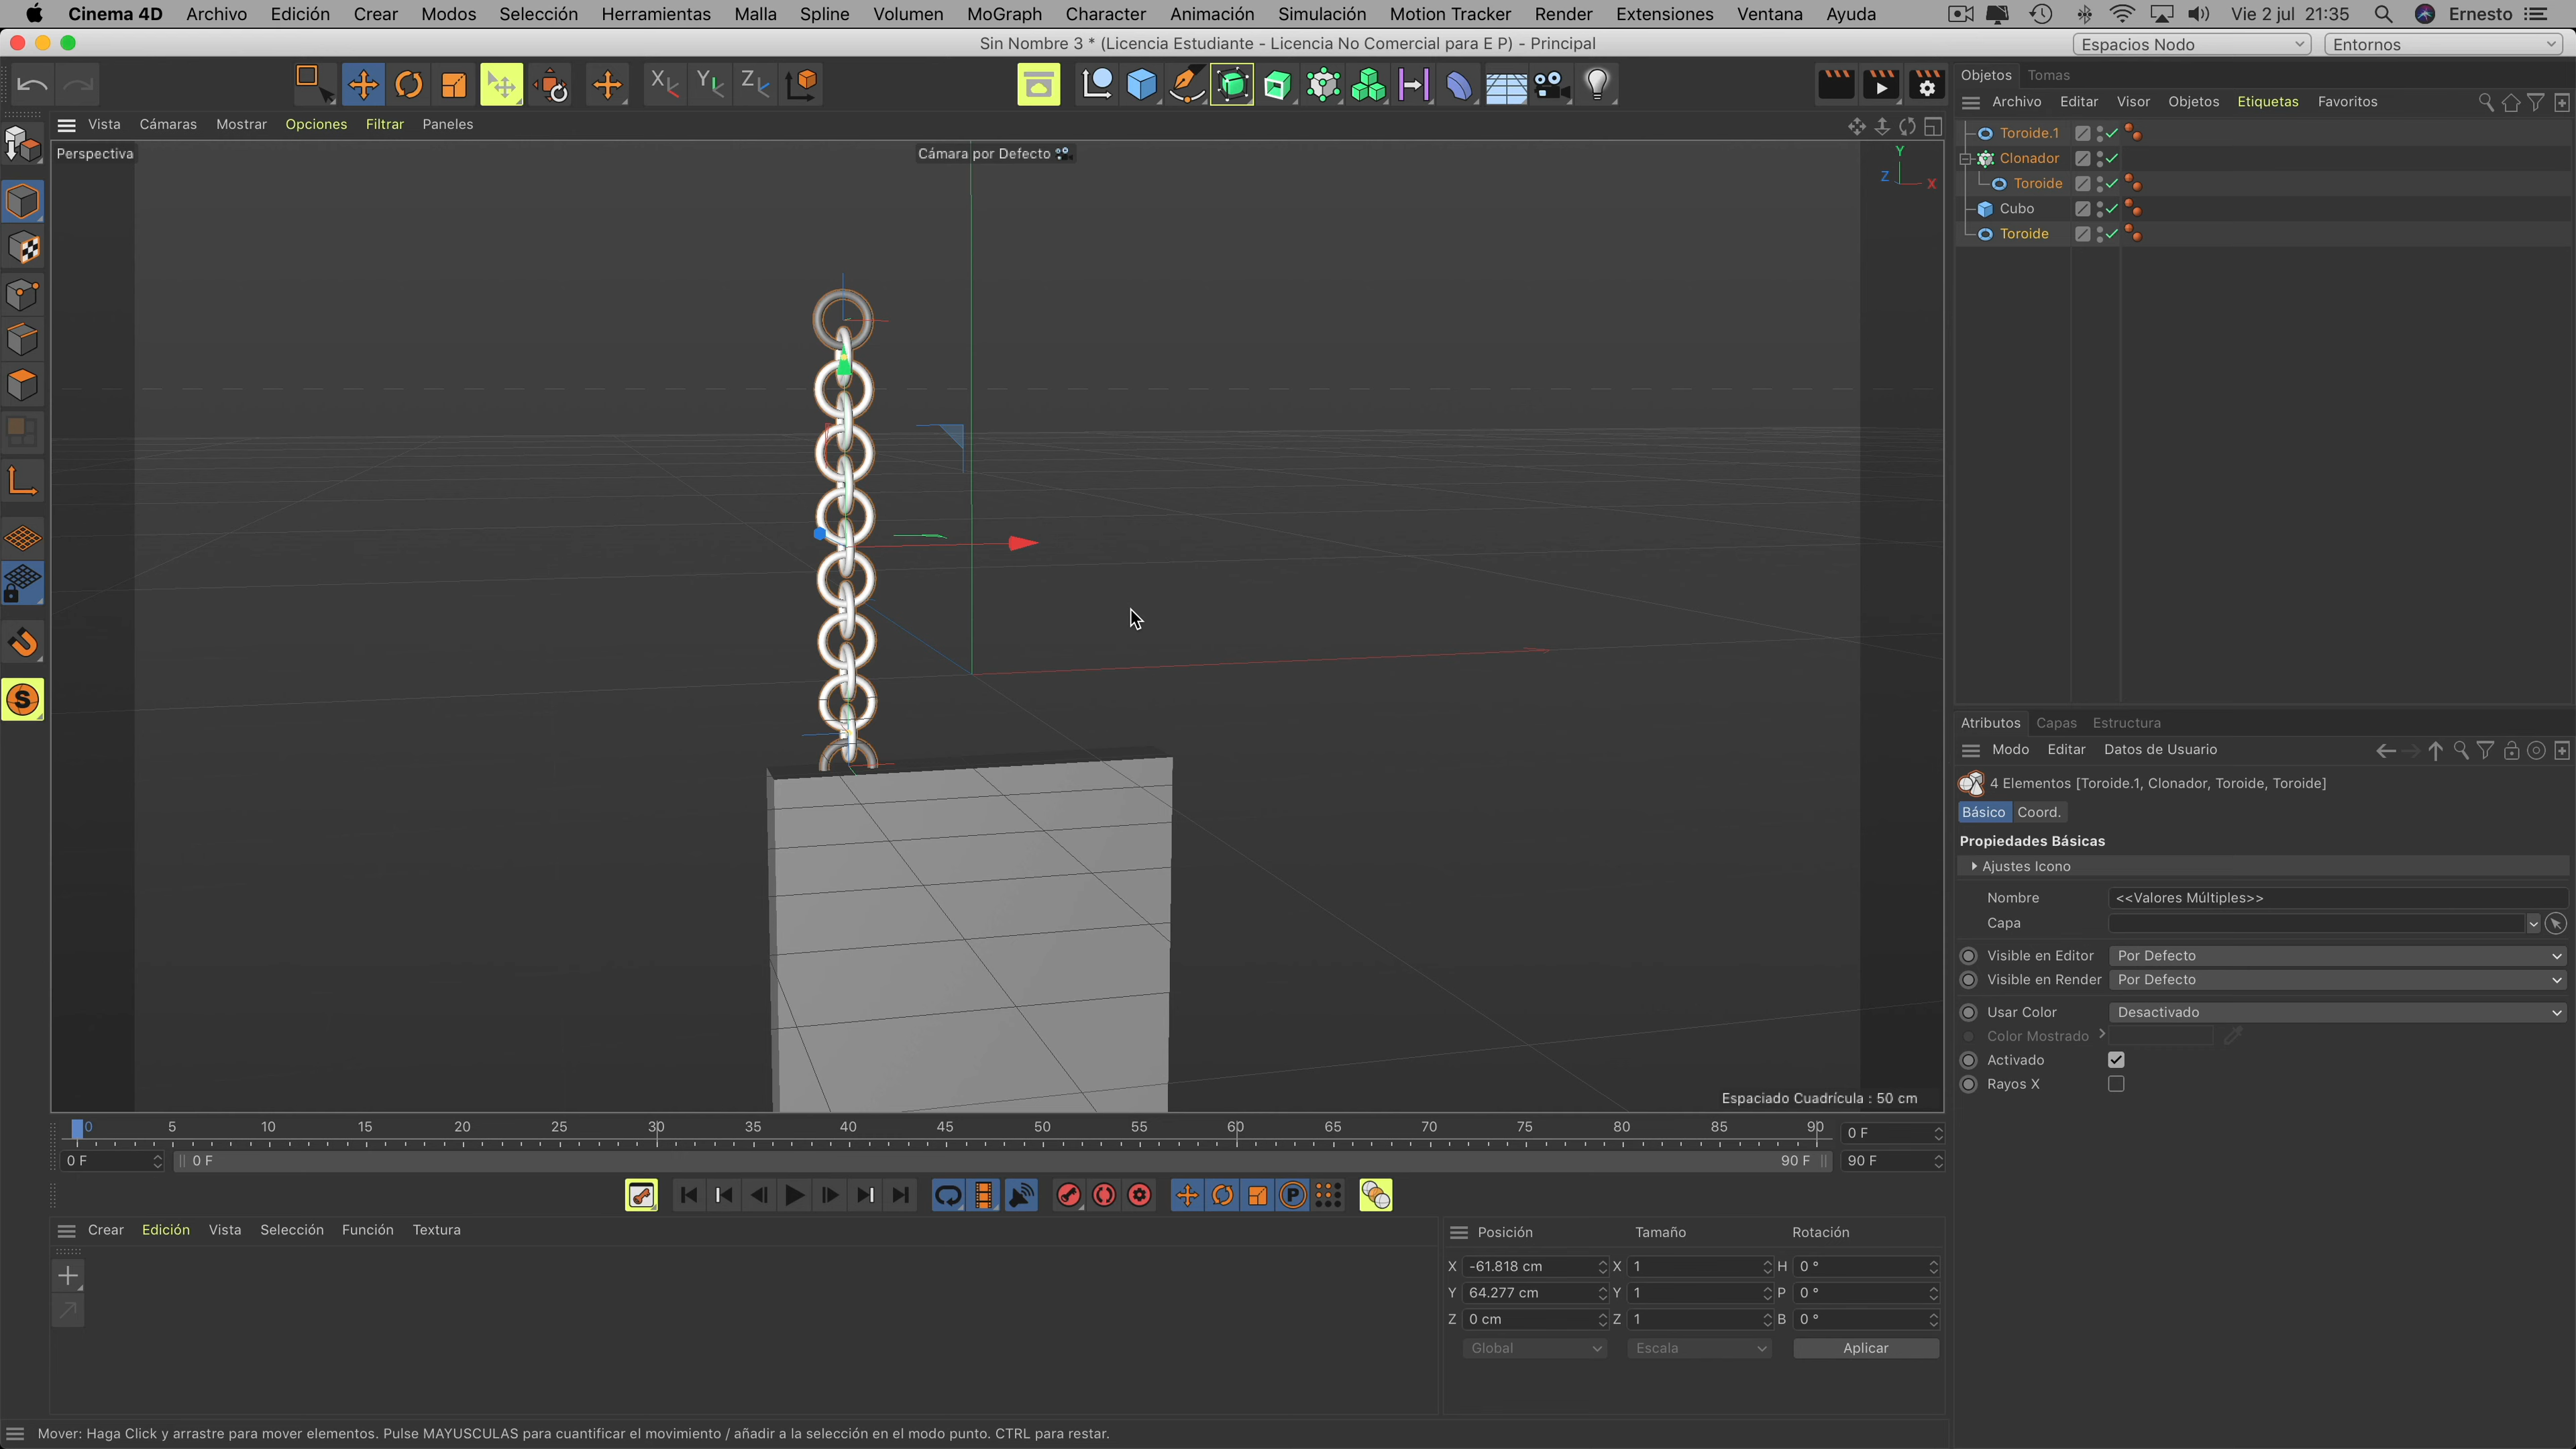 Cinema 4D Archivo Edición Crear Modos Selección Herramientas Malla Spline Volumen MoGraph Character Animación Simulación Motion Tracker Render Extensiones Ventana Ayuda Vie 2 jul 21:35 Ernesto
Sin Nombre 3 * (Licencia Estudiante - Licencia No Comercial para E P) - Principal Espacios Nodo Entornos
X Y Z
Objetos Tomas
Archivo Editar Visor Objetos Etiquetas Favoritos
Vista Cámaras Mostrar Opciones Filtrar Paneles
Perspectiva Cámara por Defecto
Y
Z X
Toroide.1
Clonador
Toroide
Cubo
Toroide
S
Espaciado Cuadrícula : 50 cm
Atributos Capas Estructura
Modo Editar Datos de Usuario
4 Elementos [Toroide.1, Clonador, Toroide, Toroide]
Básico Coord.
Propiedades Básicas
Ajustes Icono
Nombre <<Valores Múltiples>>
Capa
Visible en Editor Por Defecto
Visible en Render Por Defecto
Usar Color Desactivado
Color Mostrado
Activado
Rayos X
0 5 10 15 20 25 30 35 40 45 50 55 60 65 70 75 80 85 90 0 F
0 F 0 F 90 F 90 F
P
Crear Edición Vista Selección Función Textura
Posición Tamaño Rotación
X -61.818 cm X 1 H 0 °
Y 64.277 cm Y 1 P 0 °
Z 0 cm Z 1 B 0 °
Global Escala Aplicar
Mover: Haga Click y arrastre para mover elementos. Pulse MAYUSCULAS para cuantificar el movimiento / añadir a la selección en el modo punto. CTRL para restar.